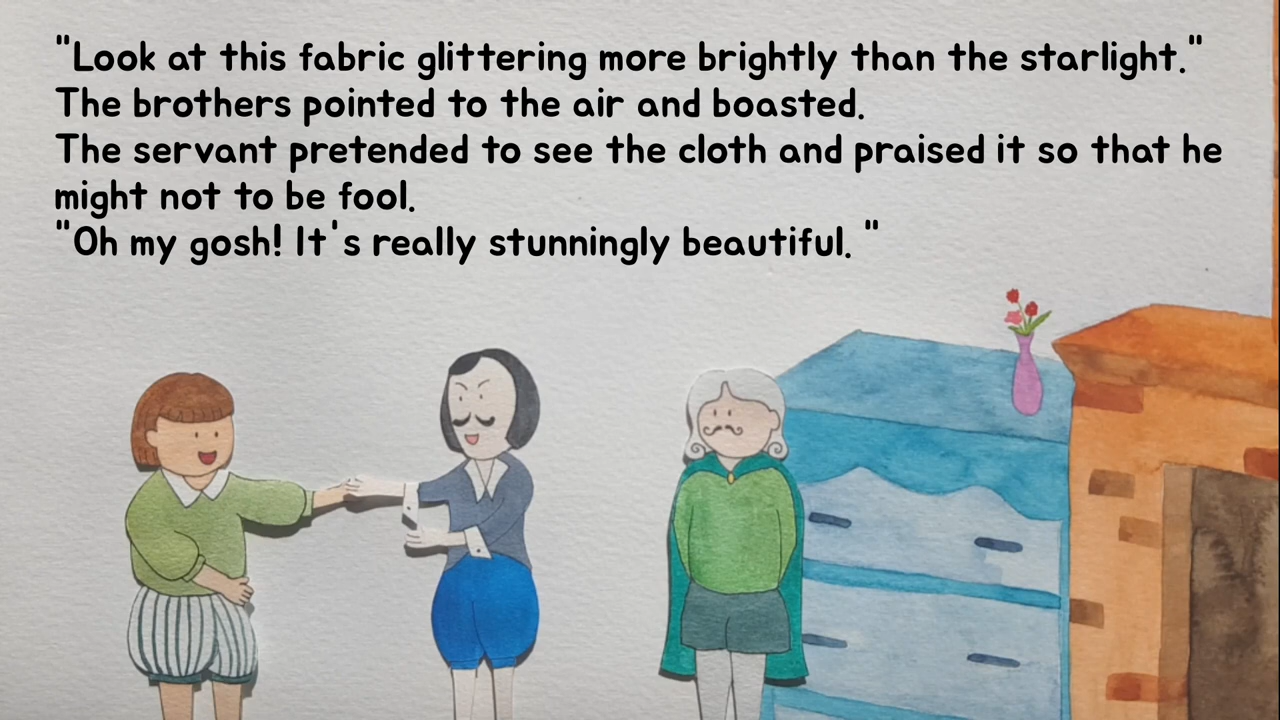 "Look at this fabric glittering more brightly than the starlight."
The brothers pointed to the air and boasted.
The servant pretended to see the cloth and praised it so that he
might not to be fool.
"Oh my gosh! It's really stunningly beautiful. "